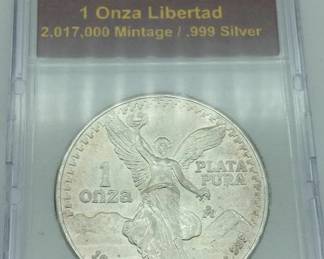 1 Onza Libertad
2,017,000 Mintage / .999 Silver
1
onza
PLATA
PURA